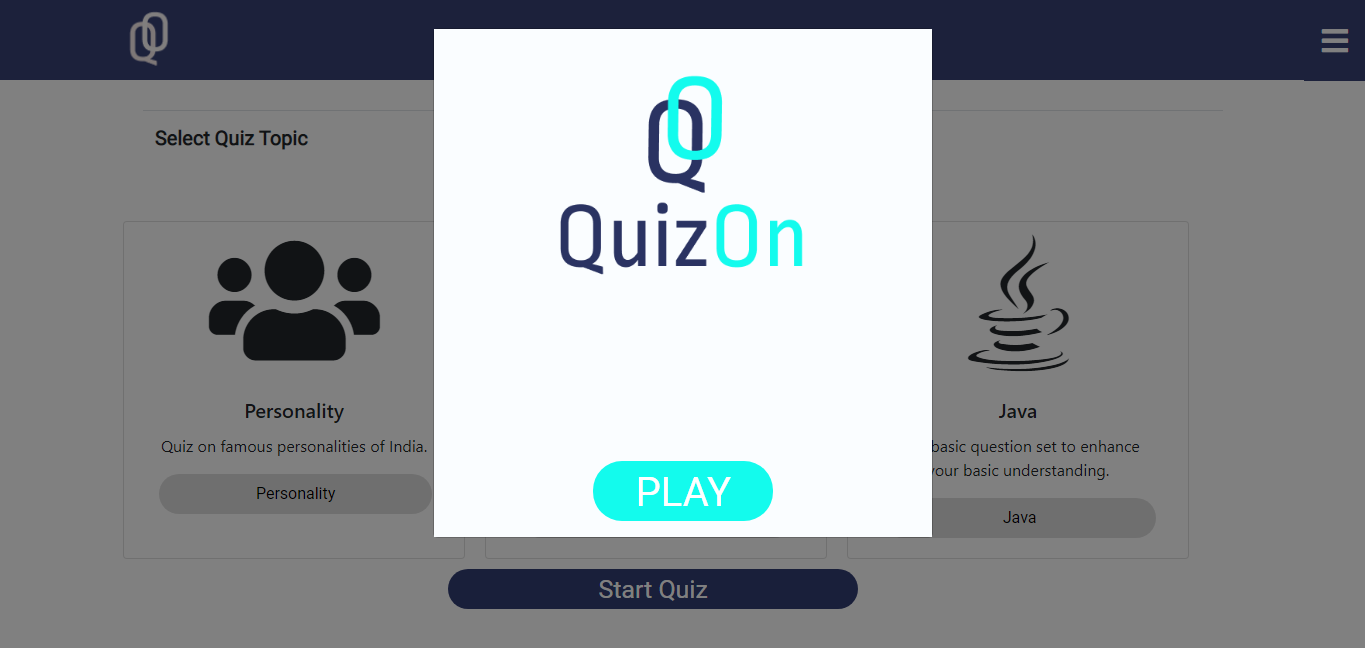 Select Quiz Topic
QuizOn
Personality
Quiz on famous personalities of India.
Personality
Java
basic question set to enhance
your basic understanding.
Java
PLAY
Start Quiz